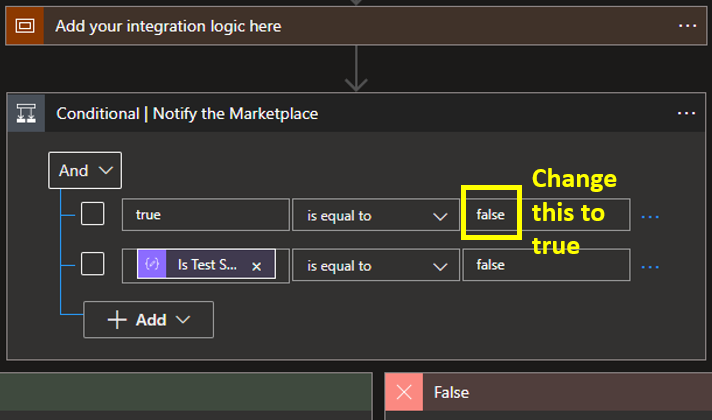 Add your integration logic here
Conditional | Notify the Marketplace
And
true is equal to false
Change
this to
true
Is Test S... is equal to false
Add
False